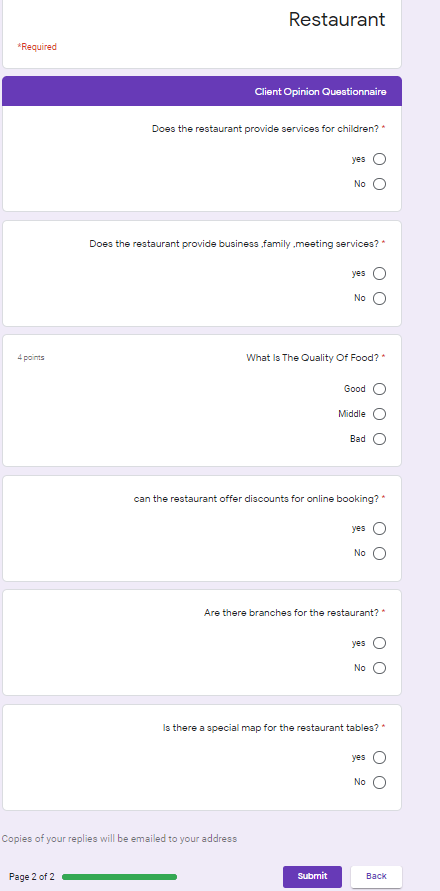 Restaurant
*Required
Client Opinion Questionnaire
Does the restaurant provide services for children? *
yes
No
Does the restaurant provide business ,family ,meeting services? *
yes
No
What Is The Quality Of Food? *
4 points
Good
Middle
Bad
can the restaurant offer discounts for online booking? *
yes
No
Are there branches for the restaurant? *
yes
No
Is there a special map for the restaurant tables? *
yes
No
Copies of your replies will be emailed to your address
Page 2 of 2
Submit
Back